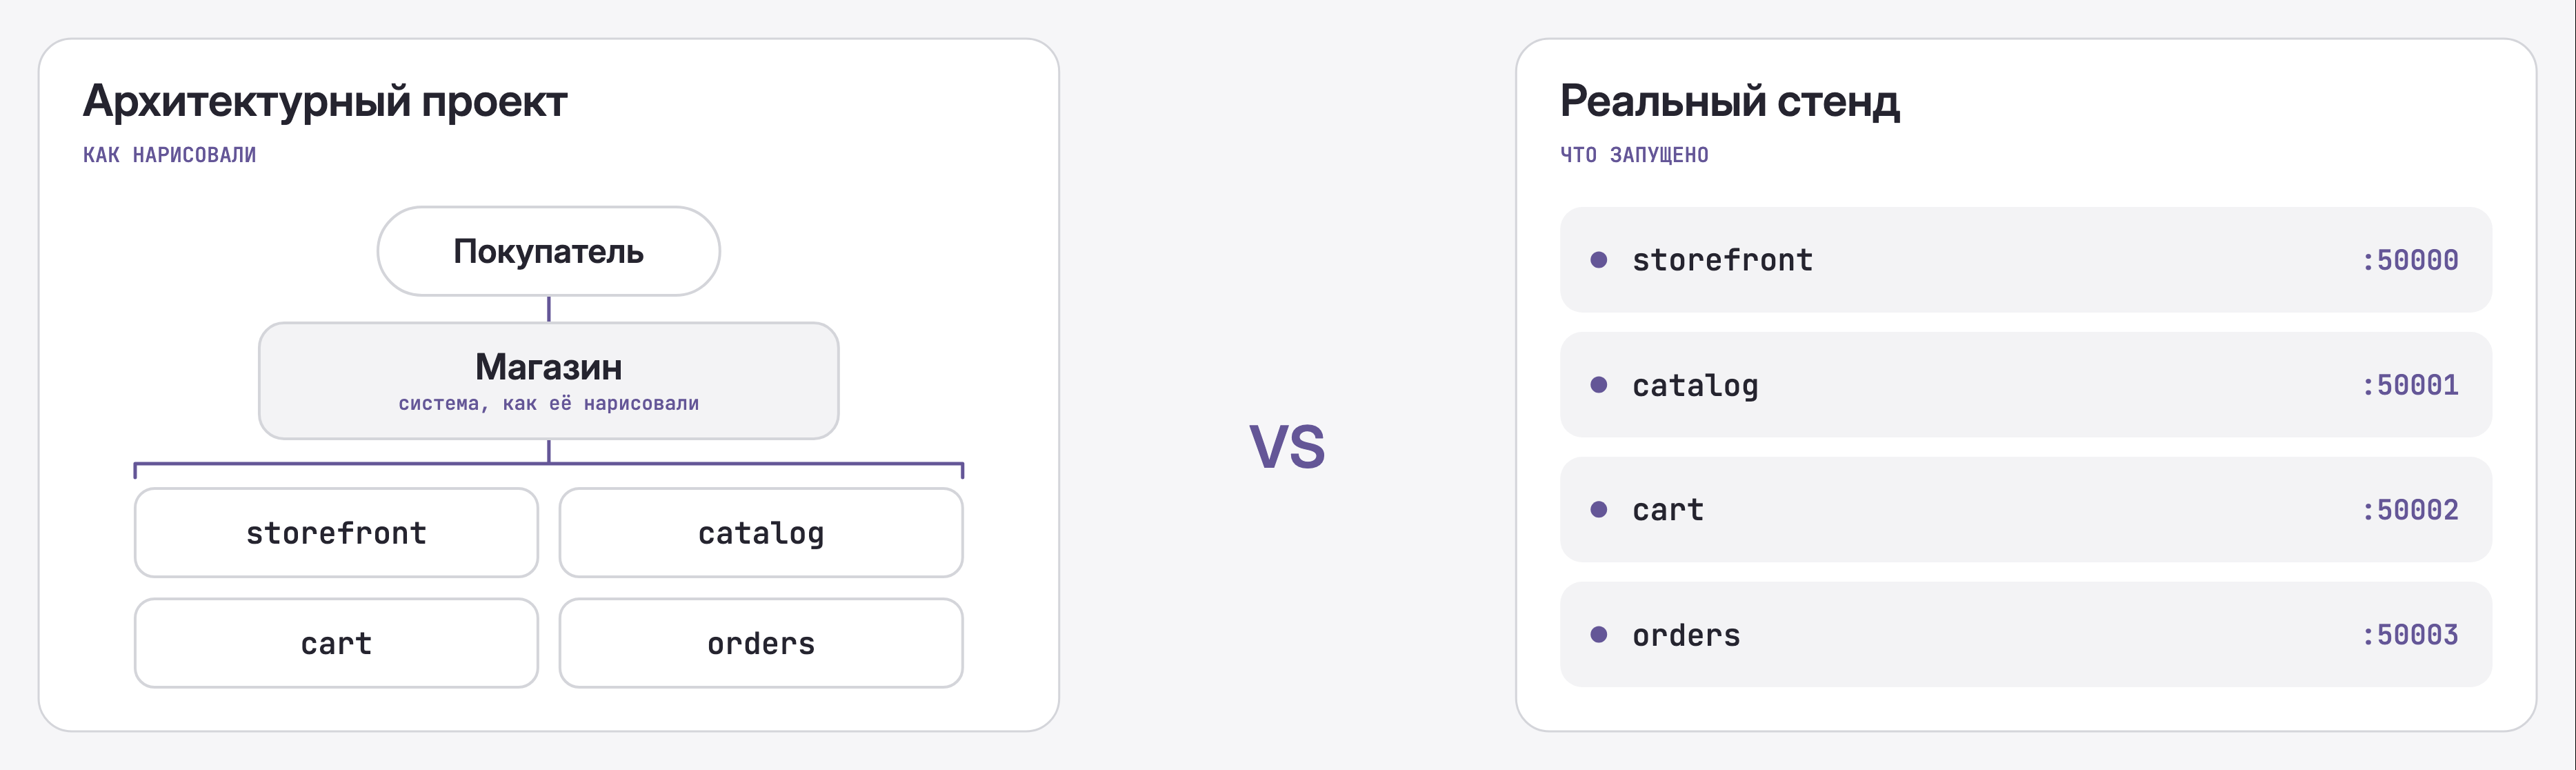 Архитектурный проект
КАК НАРИСОВАЛИ
Покупатель
Магазин
система, как её нарисовали
storefront
catalog
cart
orders
VS
Реальный стенд
ЧТО ЗАПУЩЕНО
storefront :50000
catalog :50001
cart :50002
orders :50003